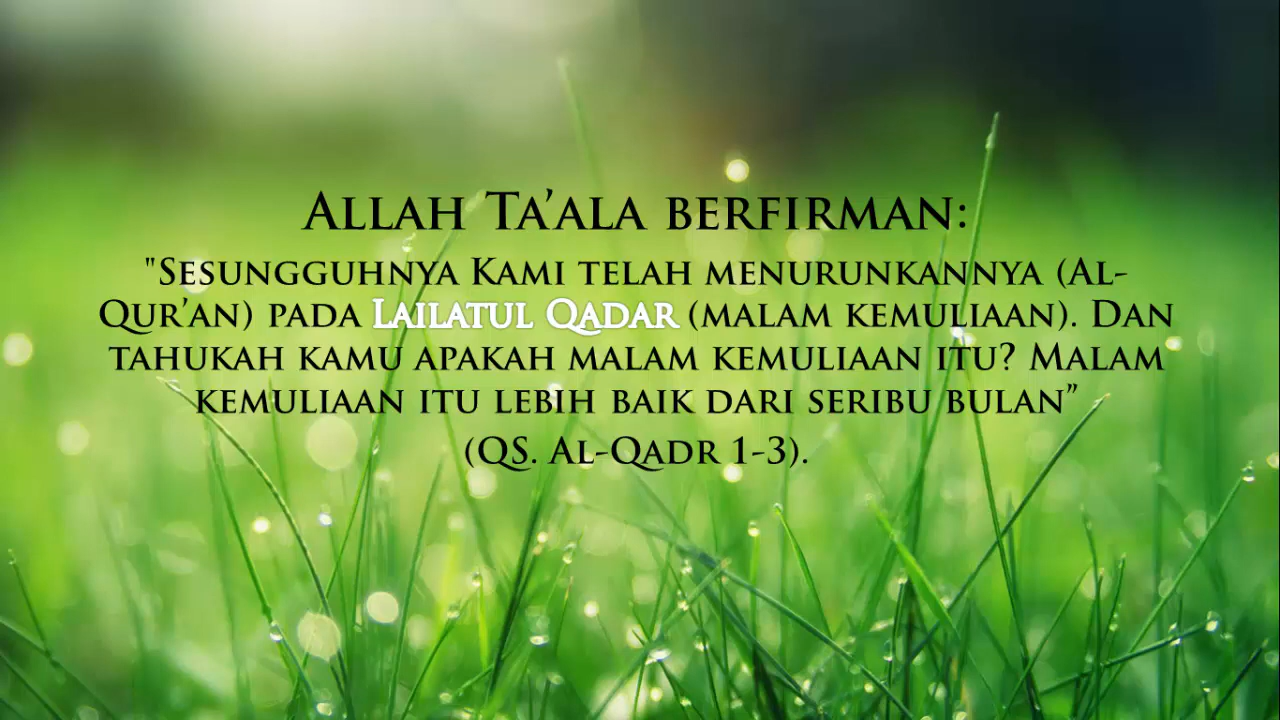 Allah Ta’ala berfirman:
"Sesungguhnya Kami telah menurunkannya (Al-
Qur’an) pada Lailatul Qadar (malam kemuliaan). Dan
tahukah kamu apakah malam kemuliaan itu? Malam
kemuliaan itu lebih baik dari seribu bulan”
(QS. Al-Qadr 1-3).